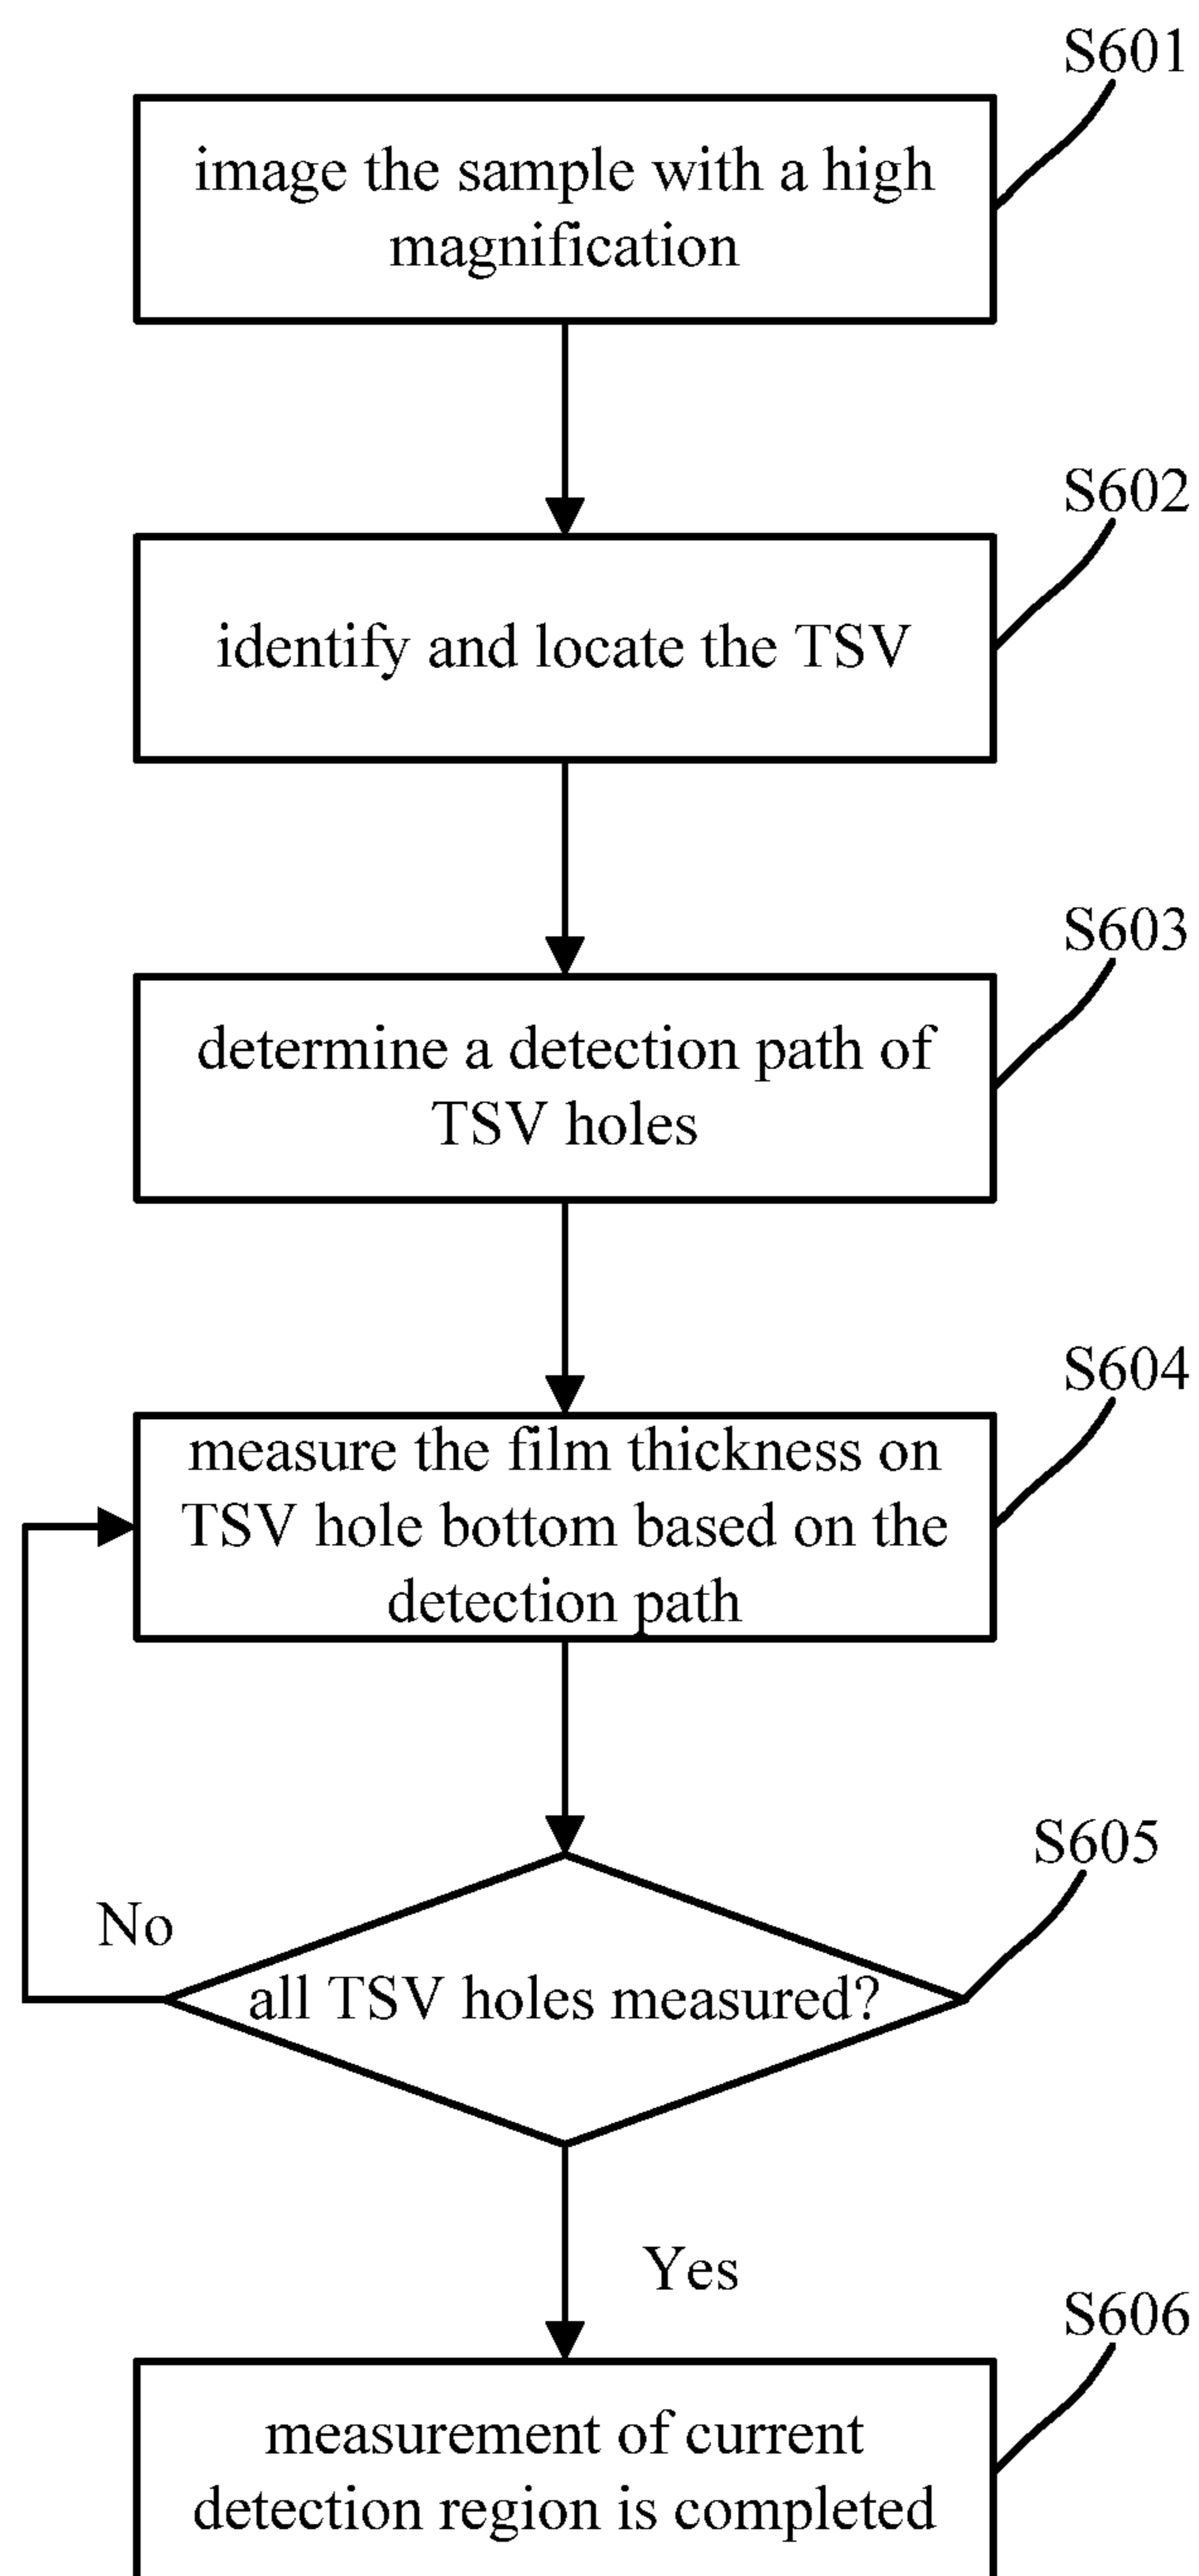 S601
image the sample with a high
magnification
S602
identify and locate the TSV
S603
determine a detection path of
TSV holes
S604
measure the film thickness on
TSV hole bottom based on the
detection path
S605
No
all TSV holes measured?
Yes
S606
measurement of current
detection region is completed